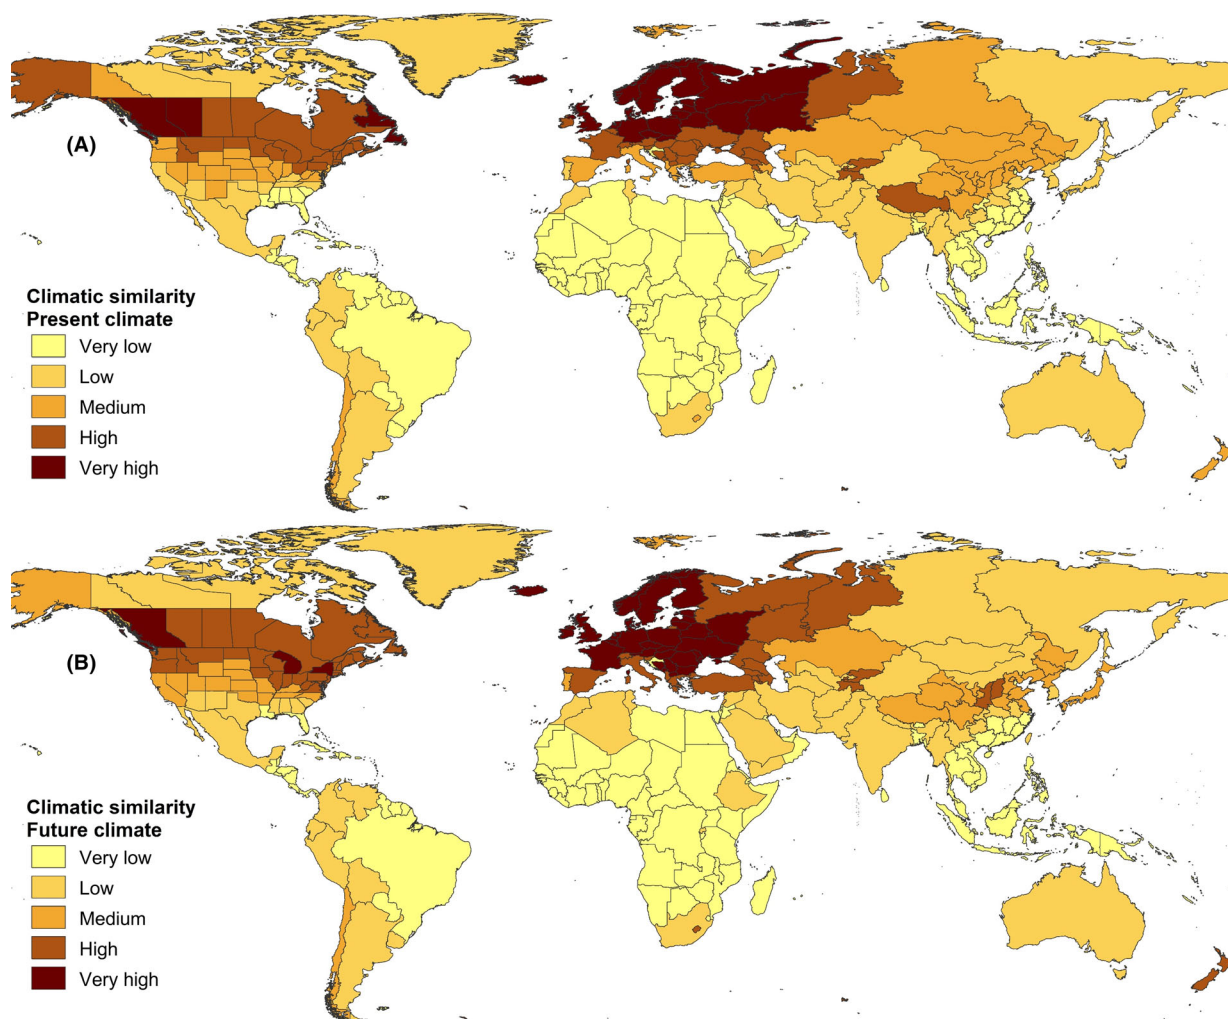 (A)
Climatic similarity
Present climate
Very low
Low
Medium
High
Very high
(B)
Climatic similarity
Future climate
Very low
Low
Medium
High
Very high